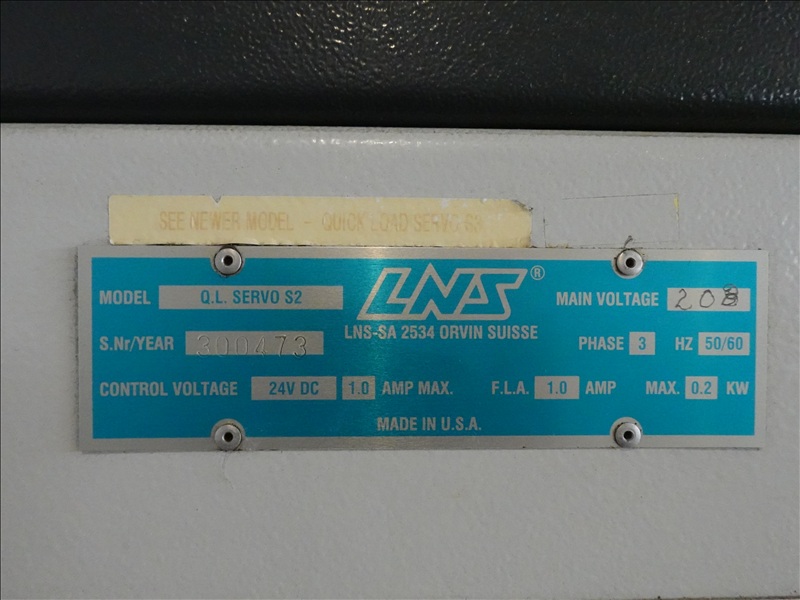 SEE NEWER MODEL - QUICK LOAD SERVO S3
LNS®
MODEL Q.L. SERVO S2
MAIN VOLTAGE 208
LNS-SA 2534 ORVIN SUISSE
S.Nr/YEAR 300473
PHASE 3 HZ 50/60
CONTROL VOLTAGE 24V DC 1.0 AMP MAX. F.L.A. 1.0 AMP MAX. 0.2 KW
MADE IN U.S.A.